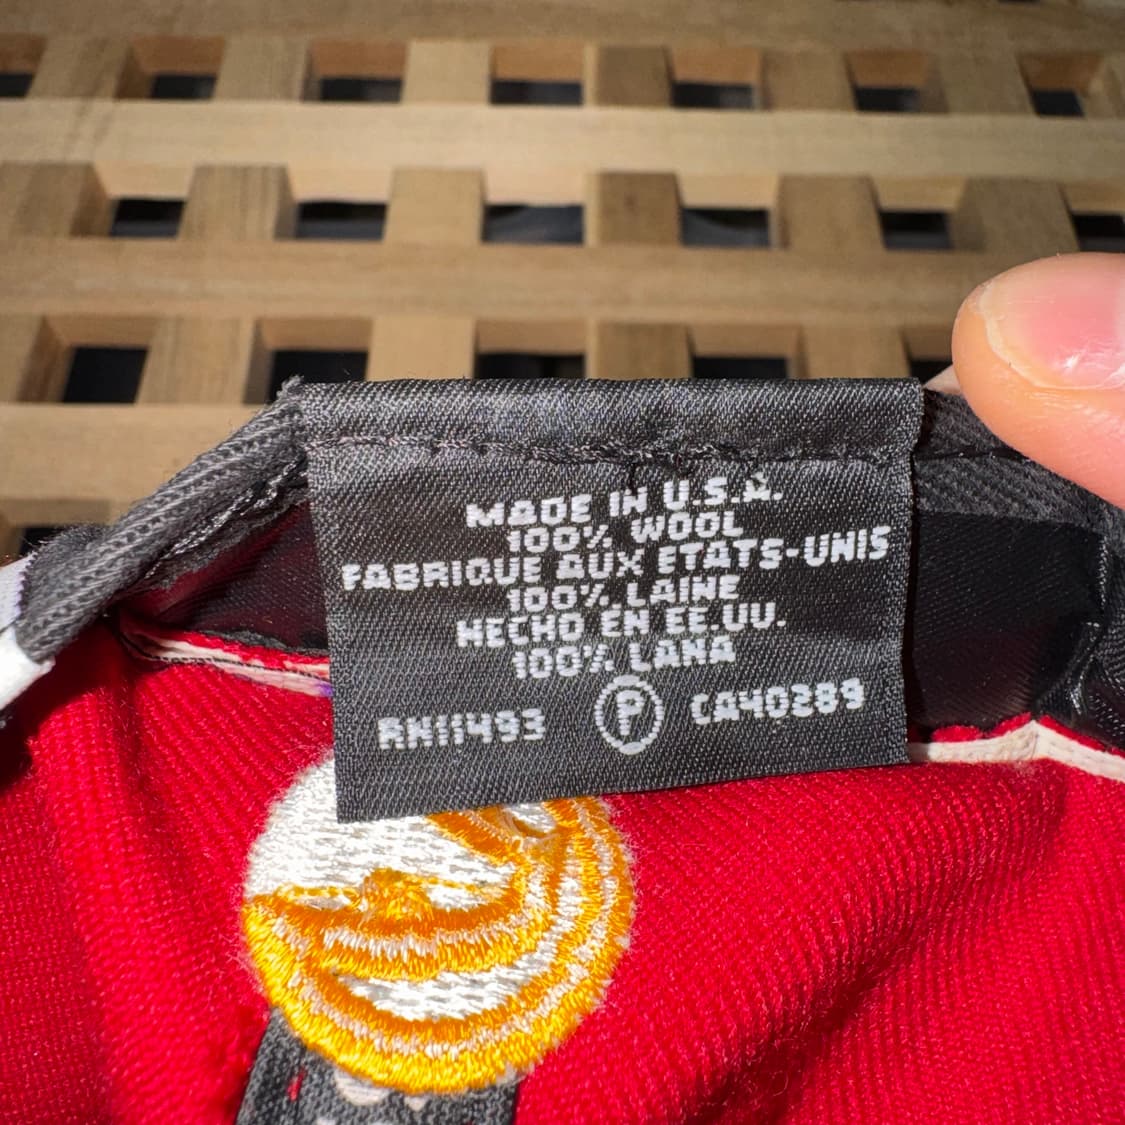 MADE IN U.S.A.
100% WOOL
FABRIQUE AUX ETATS-UNIS
100% LAINE
HECHO EN EE.UU.
100% LANA
RN11493 P CA40289